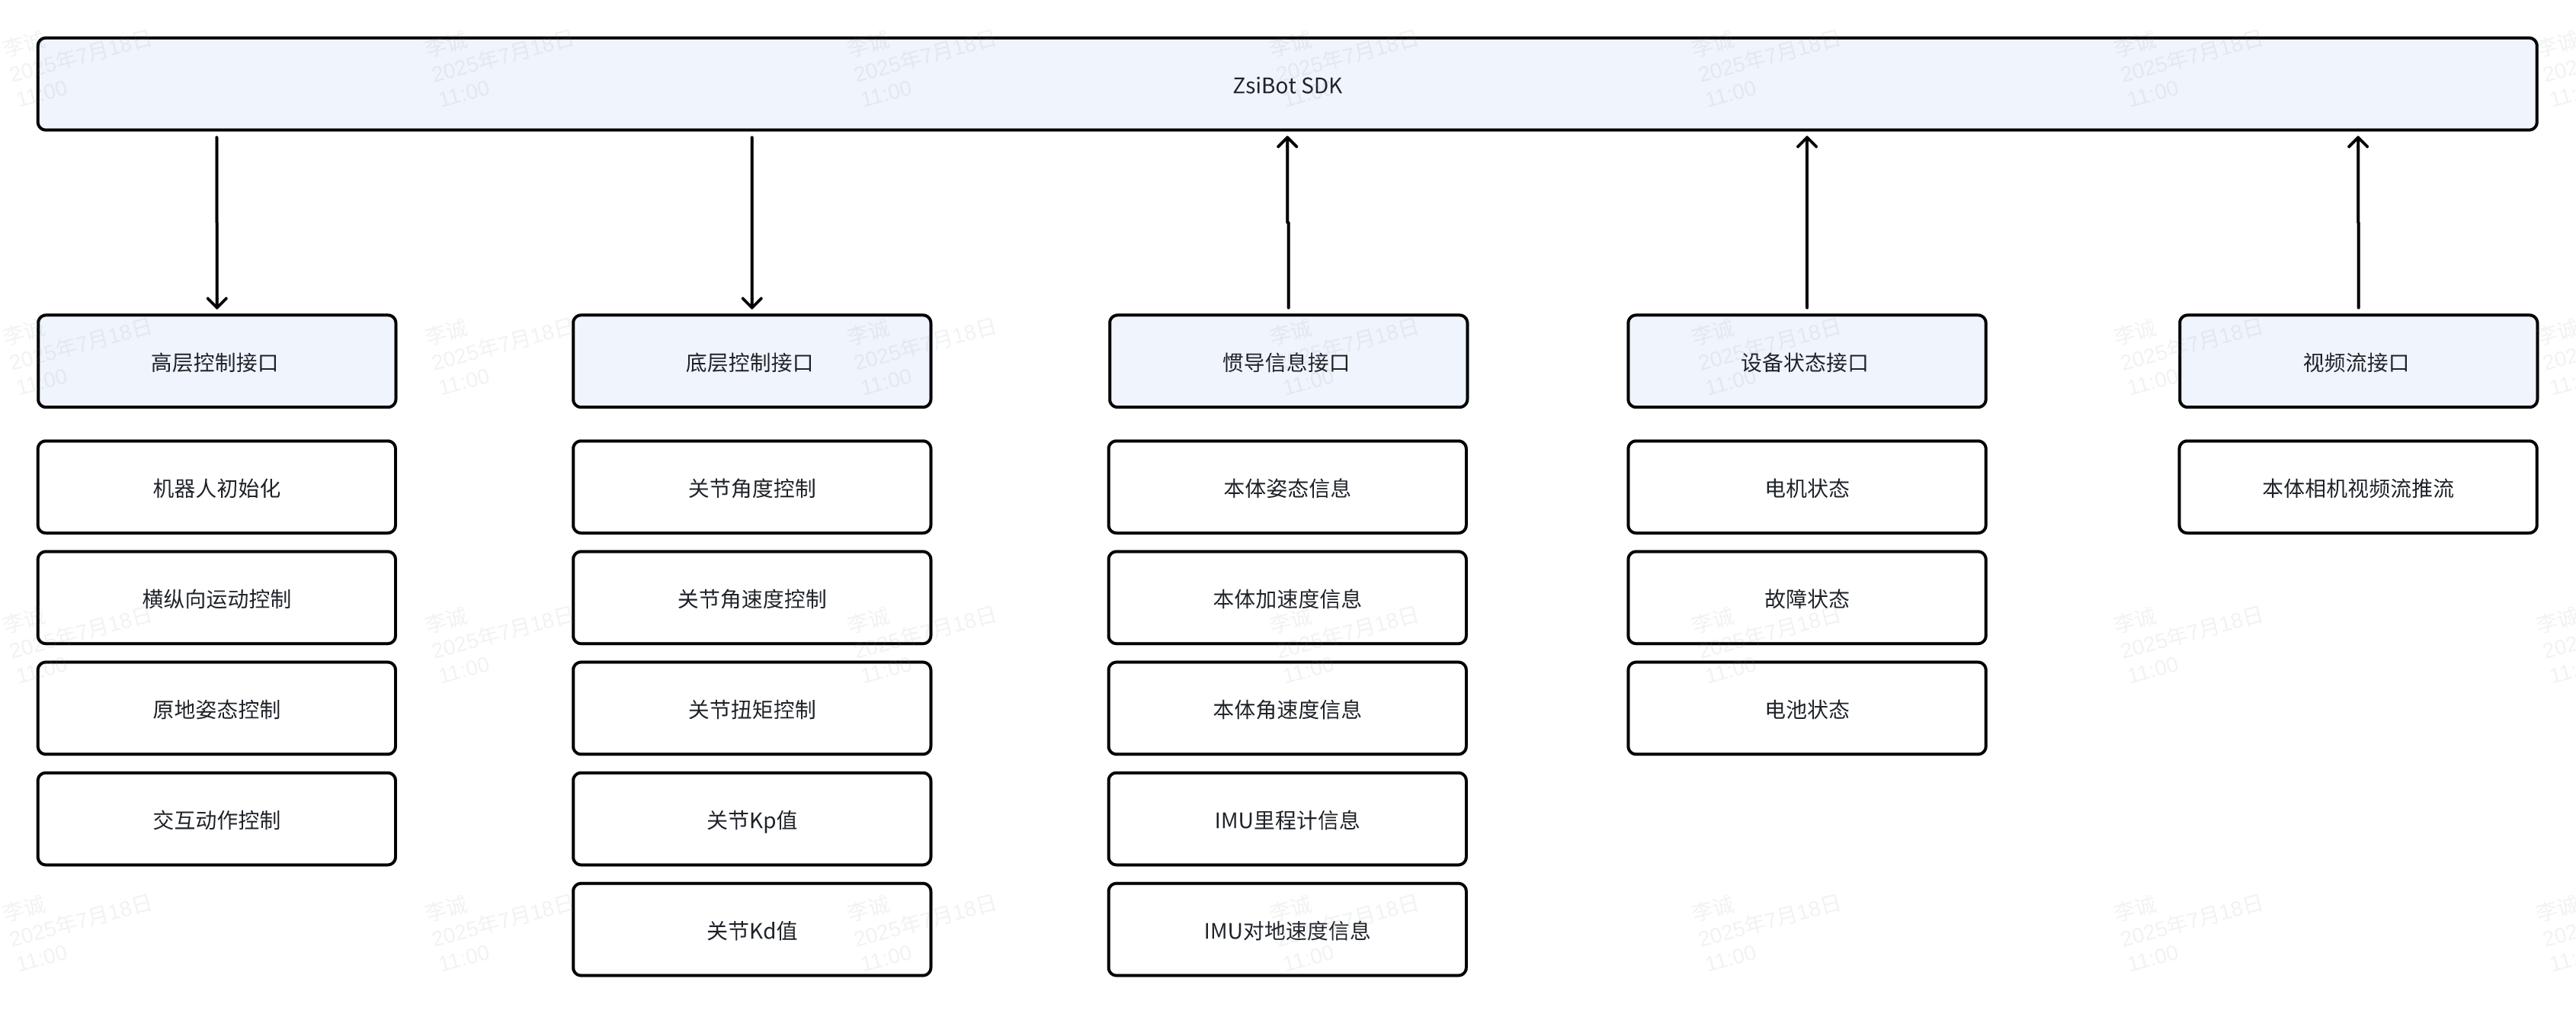 ZsiBot SDK
高层控制接口
机器人初始化
横纵向运动控制
原地姿态控制
交互动作控制
底层控制接口
关节角度控制
关节角速度控制
关节扭矩控制
关节Kp值
关节Kd值
惯导信息接口
本体姿态信息
本体加速度信息
本体角速度信息
IMU里程计信息
IMU对地速度信息
设备状态接口
电机状态
故障状态
电池状态
视频流接口
本体相机视频流推流
李诚
2025年7月18日
11:00